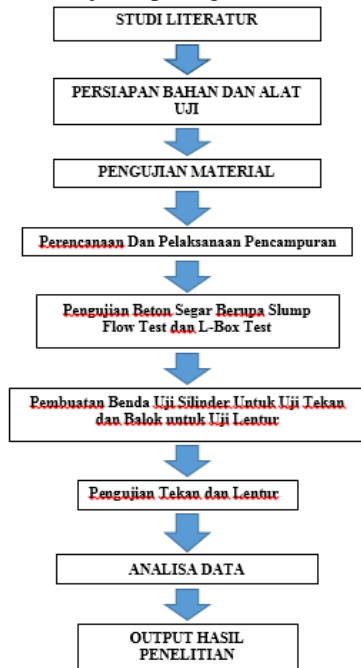 STUDI LITERATUR
PERSIAPAN BAHAN DAN ALAT
UJI
PENGUJIAN MATERIAL
Perencanaan Dan Pelaksanaan Pencampuran
Pengujian Beton Segar Berupa Slump
Flow Test dan L-Box Test
Pembuatan Benda Uji Silinder Untuk Uji Tekan
dan Balok untuk Uji Lentur
Pengujian Tekan dan Lentur
ANALISA DATA
OUTPUT HASIL
PENELITIAN